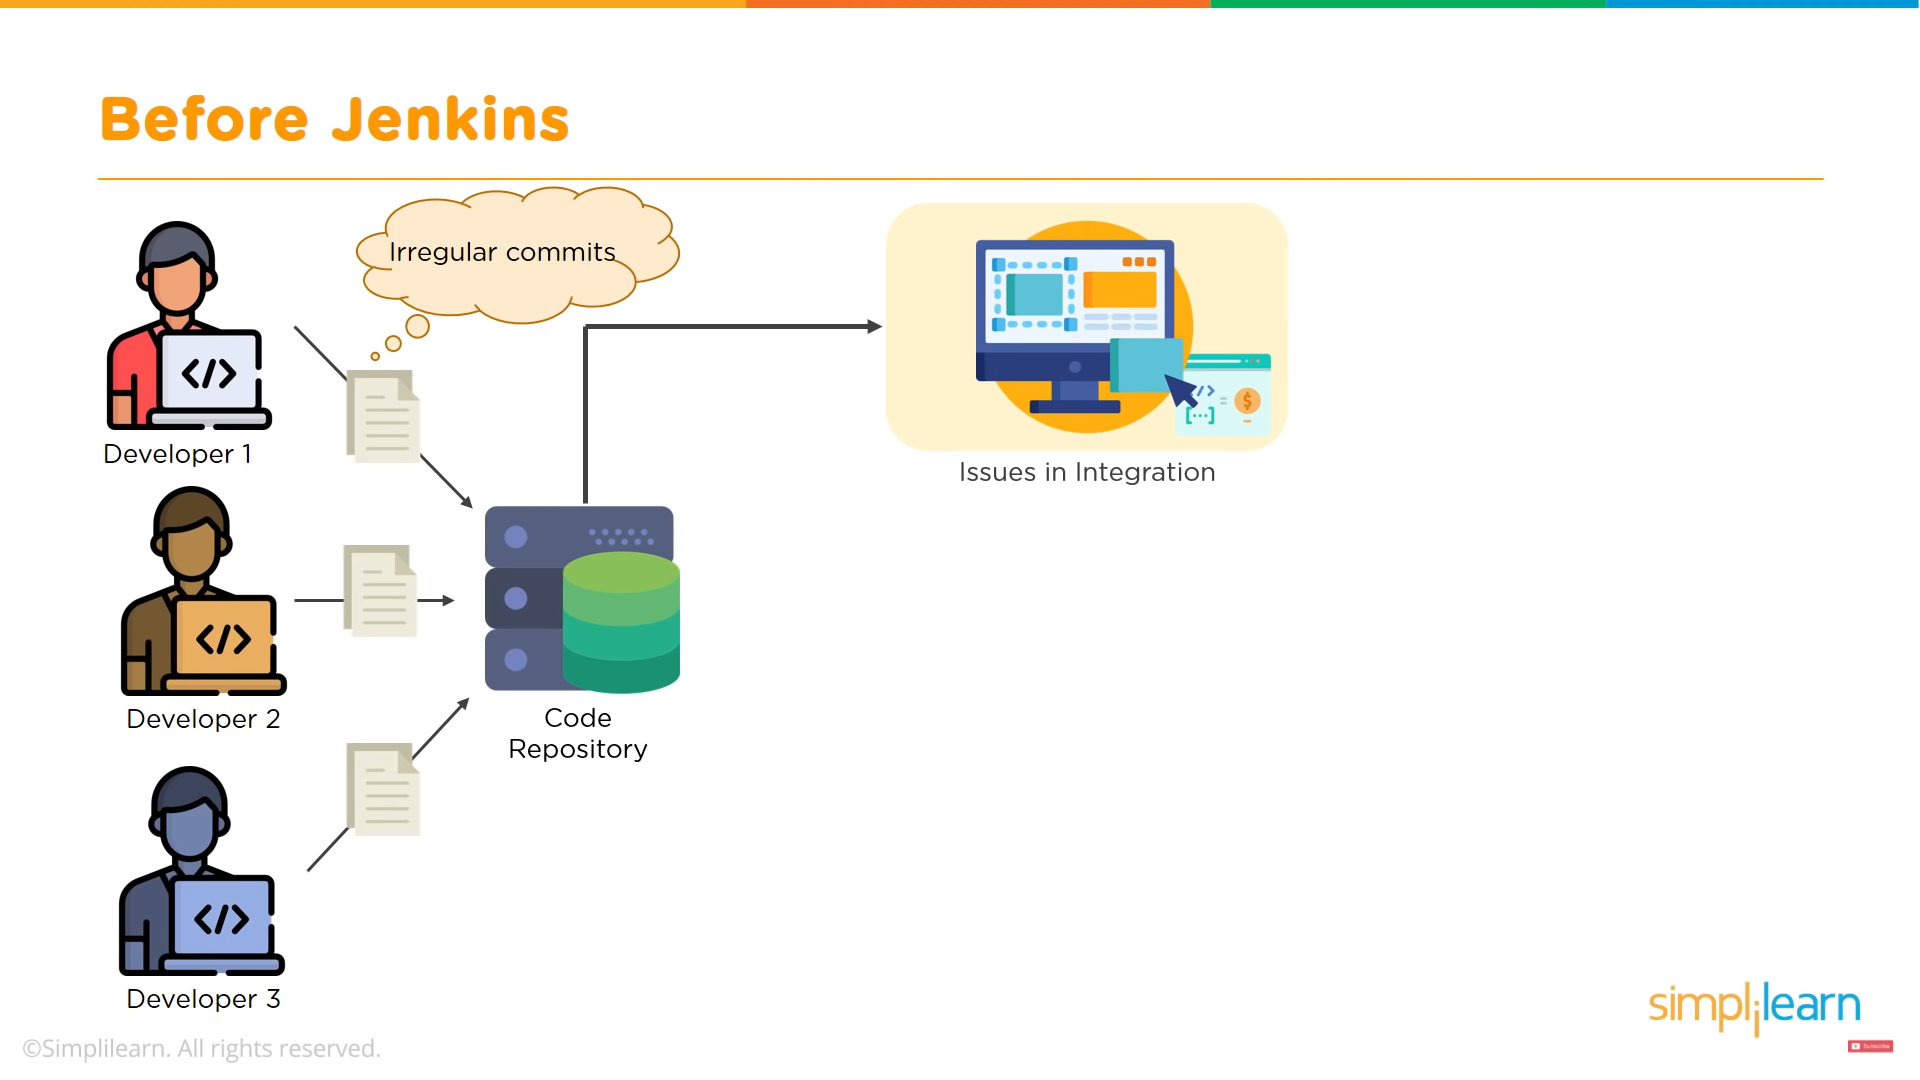 Before Jenkins
Irregular commits
</>
Developer 1
Issues in Integration
</>
Developer 2
Code
Repository
</>
Developer 3
simplilearn
©Simplilearn. All rights reserved.
Subscribe